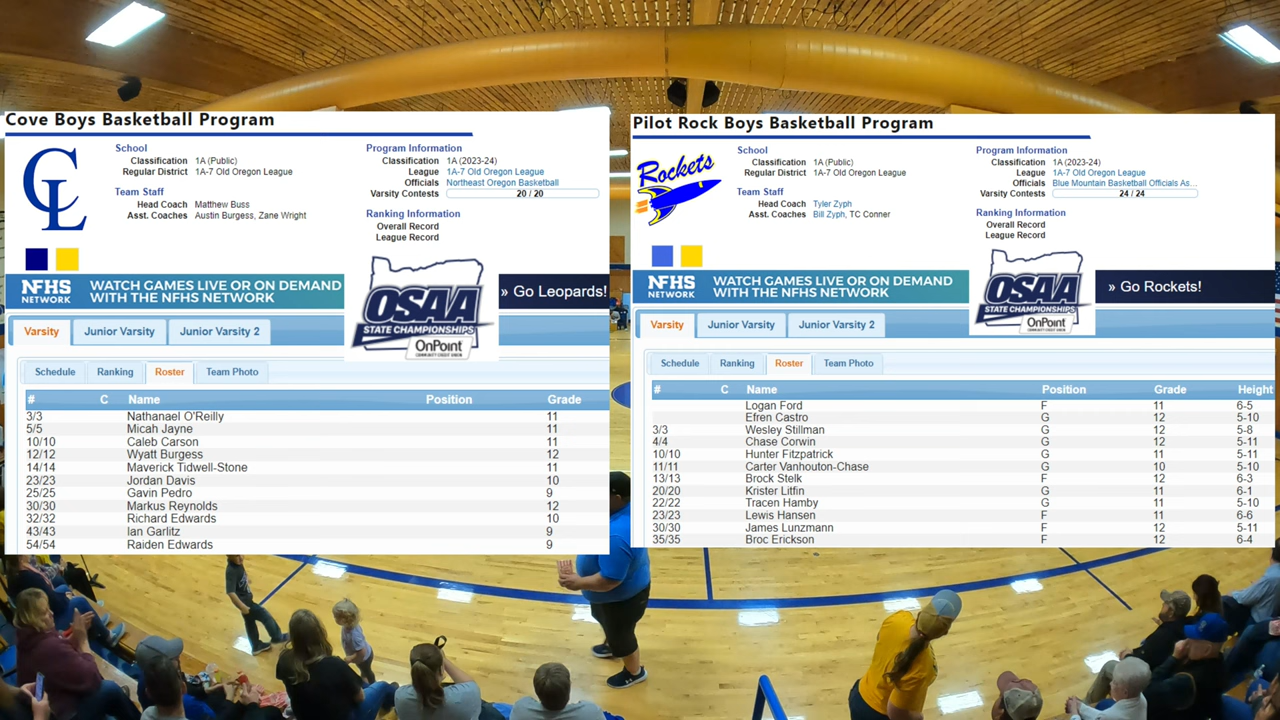 Cove Boys Basketball Program
CL
School
Classification 1A (Public)
Regular District 1A-7 Old Oregon League
Team Staff
Head Coach Matthew Buss
Asst. Coaches Austin Burgess, Zane Wright
Program Information
Classification 1A (2023-24)
League 1A-7 Old Oregon League
Officials Northeast Oregon Basketball
Varsity Contests 20 / 20
Ranking Information
Overall Record
League Record
NFHS NETWORK WATCH GAMES LIVE OR ON DEMAND WITH THE NFHS NETWORK
OSAA
STATE CHAMPIONSHIPS
OnPoint
COMMUNITY CREDIT UNION
» Go Leopards!
Varsity Junior Varsity Junior Varsity 2
Schedule Ranking Roster Team Photo
# C Name Position Grade
3/3 Nathanael O'Reilly 11
5/5 Micah Jayne 11
10/10 Caleb Carson 11
12/12 Wyatt Burgess 12
14/14 Maverick Tidwell-Stone 11
23/23 Jordan Davis 10
25/25 Gavin Pedro 9
30/30 Markus Reynolds 12
32/32 Richard Edwards 10
43/43 Ian Garlitz 9
54/54 Raiden Edwards 9
Pilot Rock Boys Basketball Program
Rockets
School
Classification 1A (Public)
Regular District 1A-7 Old Oregon League
Team Staff
Head Coach Tyler Zyph
Asst. Coaches Bill Zyph, TC Conner
Program Information
Classification 1A (2023-24)
League 1A-7 Old Oregon League
Officials Blue Mountain Basketball Officials As...
Varsity Contests 24 / 24
Ranking Information
Overall Record
League Record
NFHS NETWORK WATCH GAMES LIVE OR ON DEMAND WITH THE NFHS NETWORK
OSAA
STATE CHAMPIONSHIPS
OnPoint
COMMUNITY CREDIT UNION
» Go Rockets!
Varsity Junior Varsity Junior Varsity 2
Schedule Ranking Roster Team Photo
# C Name Position Grade Height
Logan Ford F 11 6-5
Efren Castro G 12 5-10
3/3 Wesley Stillman G 12 5-8
4/4 Chase Corwin G 12 5-11
10/10 Hunter Fitzpatrick G 11 5-11
11/11 Carter Vanhouton-Chase G 10 5-10
13/13 Brock Stelk F 12 6-3
20/20 Krister Litfin G 11 6-1
22/22 Tracen Hamby G 11 5-10
23/23 Lewis Hansen F 11 6-6
30/30 James Lunzmann F 12 5-11
35/35 Broc Erickson F 12 6-4